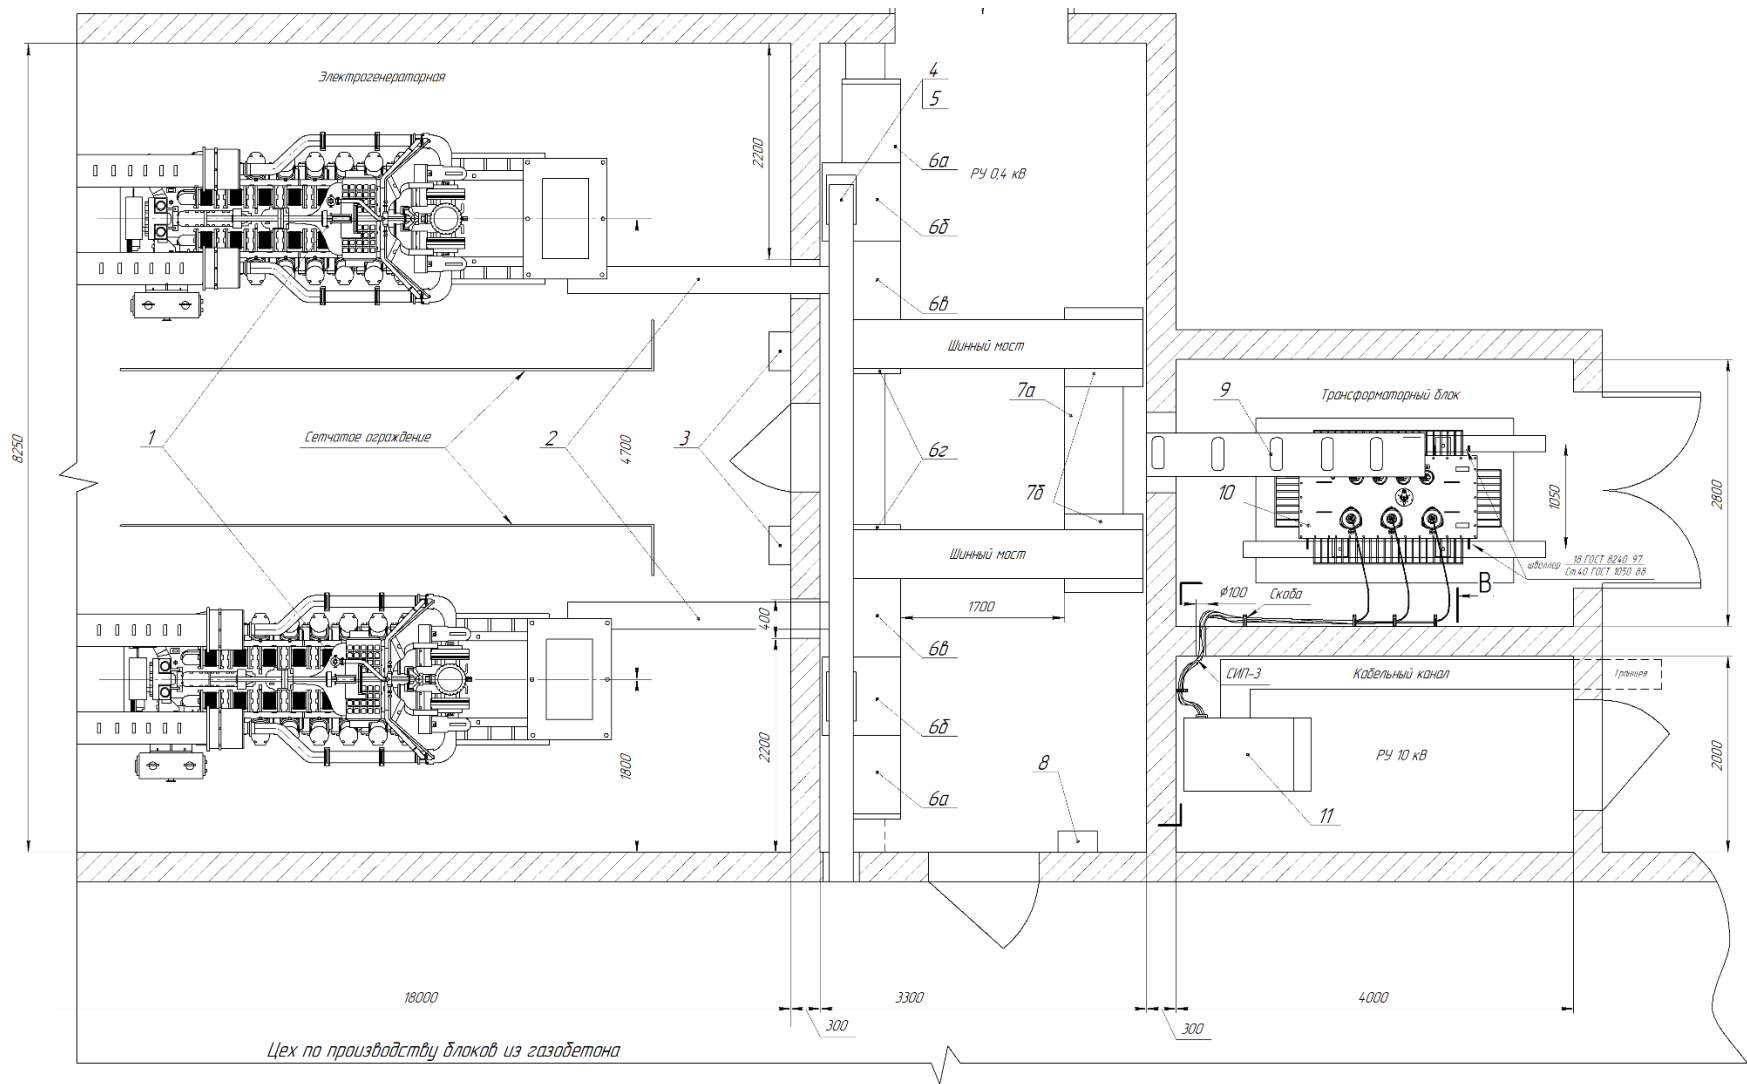 Электрогенераторная
4
5
6а
РУ 0,4 кВ
2200
6б
6в
Шинный мост
8250
1
Сетчатое ограждение
2
4700
3
6г
7а
7б
9
Трансформаторный блок
10
1050
2800
швеллер 18 ГОСТ 8240-97
Ст.40 ГОСТ 1050-88
Шинный мост
В
Ф100
Скоба
1700
400
6в
СИП-3
Кабельный канал
Траншея
6б
1800
2200
8
6а
РУ 10 кВ
2000
11
18000
300
3300
300
4000
Цех по производству блоков из газобетона